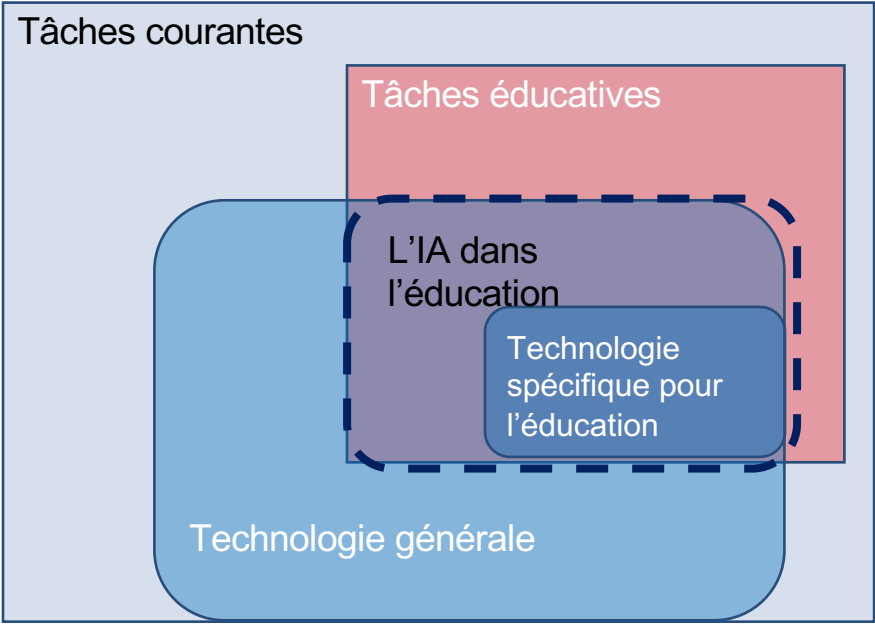 Tâches courantes
Tâches éducatives
L’IA dans
l’éducation
Technologie
spécifique pour
l’éducation
Technologie générale